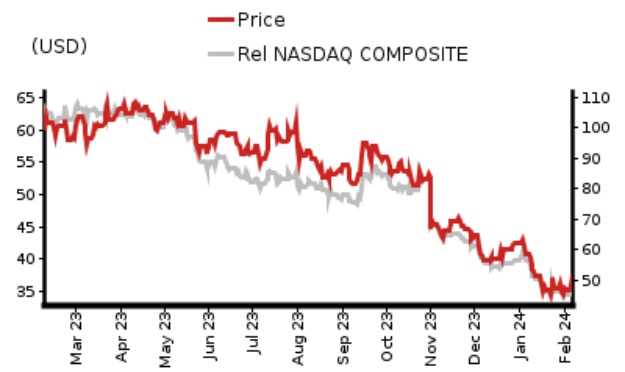 Price
(USD)
Rel NASDAQ COMPOSITE
65
60
55
50
45
40
35
110
100
90
80
70
60
50
Mar 23
Apr 23
May 23
Jun 23
Jul 23
Aug 23
Sep 23
Oct 23
Nov 23
Dec 23
Jan 24
Feb 24